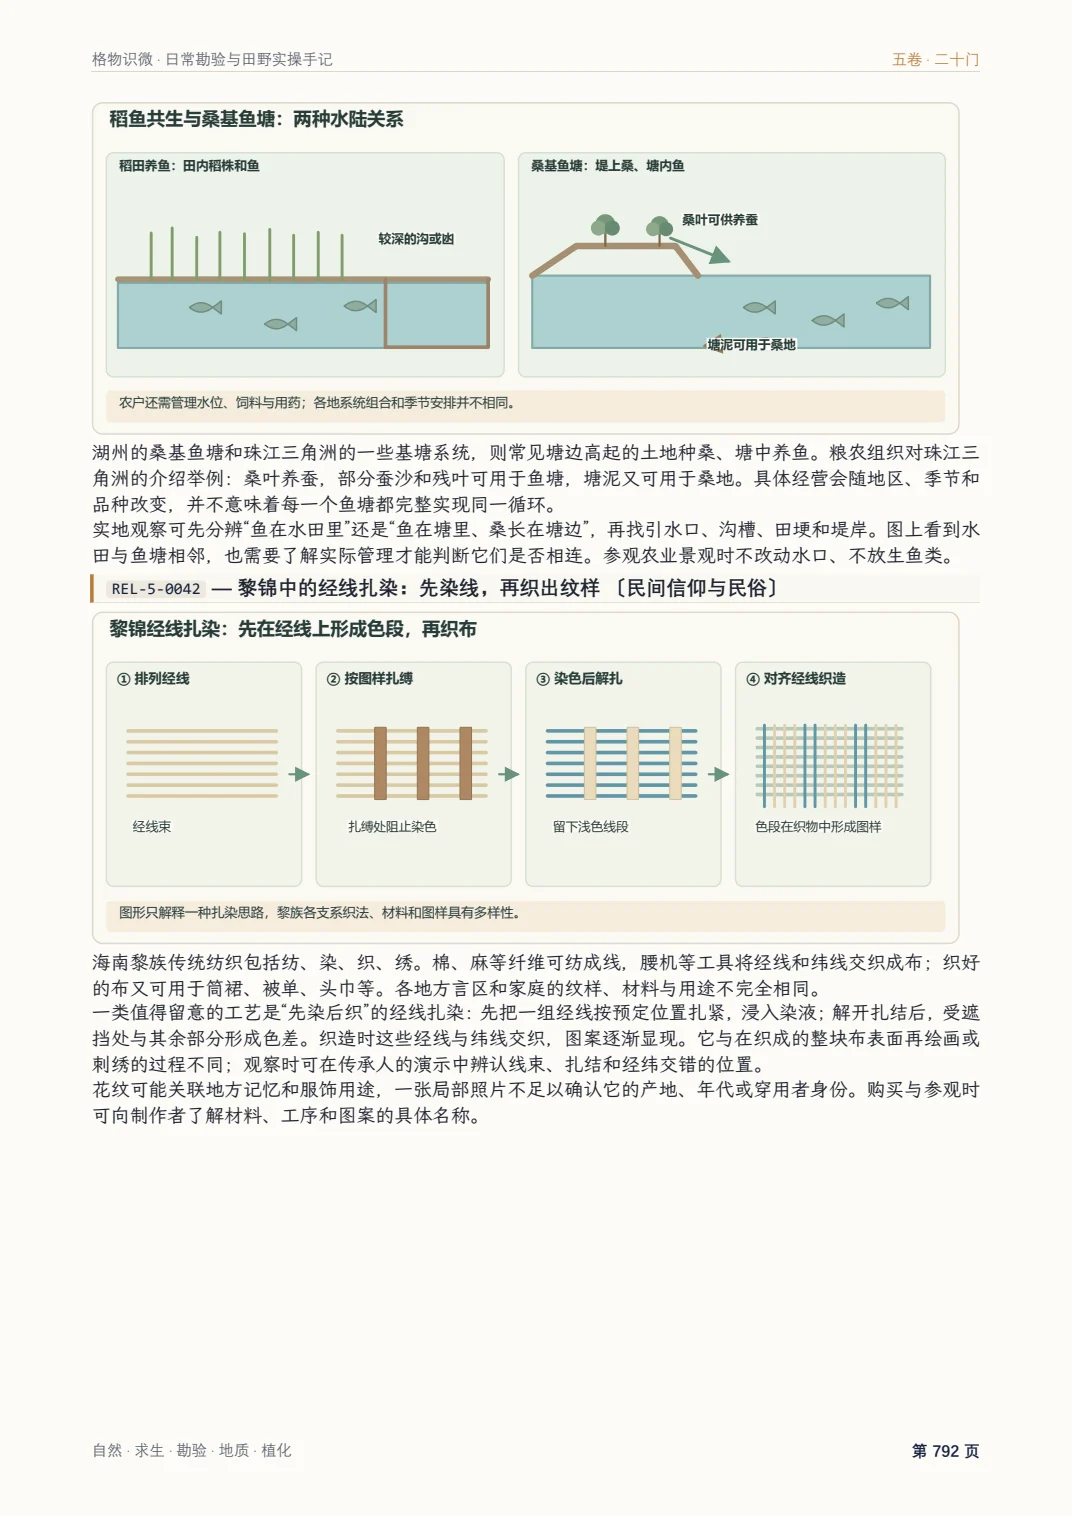 格物识微 · 日常勘验与田野实操手记
五卷 · 二十门
稻鱼共生与桑基鱼塘：两种水陆关系
稻田养鱼：田内稻株和鱼
较深的沟或凼
桑基鱼塘：堤上桑、塘内鱼
桑叶可供养蚕
塘泥可用于桑地
农户还需管理水位、饲料与用药；各地系统组合和季节安排并不相同。
湖州的桑基鱼塘和珠江三角洲的一些基塘系统，则常见塘边高起的土地种桑、塘中养鱼。粮农组织对珠江三
角洲的介绍举例：桑叶养蚕，部分蚕沙和残叶可用于鱼塘，塘泥又可用于桑地。具体经营会随地区、季节和
品种改变，并不意味着每一个鱼塘都完整实现同一循环。
实地观察可先分辨“鱼在水田里”还是“鱼在塘里、桑长在塘边”，再找引水口、沟槽、田埂和堤岸。图上看到水
田与鱼塘相邻，也需要了解实际管理才能判断它们是否相连。参观农业景观时不改动水口、不放生鱼类。
REL-5-0042 — 黎锦中的经线扎染：先染线，再织出纹样 〔民间信仰与民俗〕
黎锦经线扎染：先在经线上形成色段，再织布
① 排列经线
② 按图样扎缚
③ 染色后解扎
④ 对齐经线织造
经线束
扎缚处阻止染色
留下浅色线段
色段在织物中形成图样
图形只解释一种扎染思路，黎族各支系织法、材料和图样具有多样性。
海南黎族传统纺织包括纺、染、织、绣。棉、麻等纤维可纺成线，腰机等工具将经线和纬线交织成布；织好
的布又可用于筒裙、被单、头巾等。各地方言区和家庭的纹样、材料与用途不完全相同。
一类值得留意的工艺是“先染后织”的经线扎染：先把一组经线按预定位置扎紧，浸入染液；解开扎结后，受遮
挡处与其余部分形成色差。织造时这些经线与纬线交织，图案逐渐显现。它与在织成的整块布表面再绘画或
刺绣的过程不同；观察时可在传承人的演示中辨认线束、扎结和经纬交错的位置。
花纹可能关联地方记忆和服饰用途，一张局部照片不足以确认它的产地、年代或穿用者身份。购买与参观时
可向制作者了解材料、工序和图案的具体名称。
自然 · 求生 · 勘验 · 地质 · 植化
第 792 页